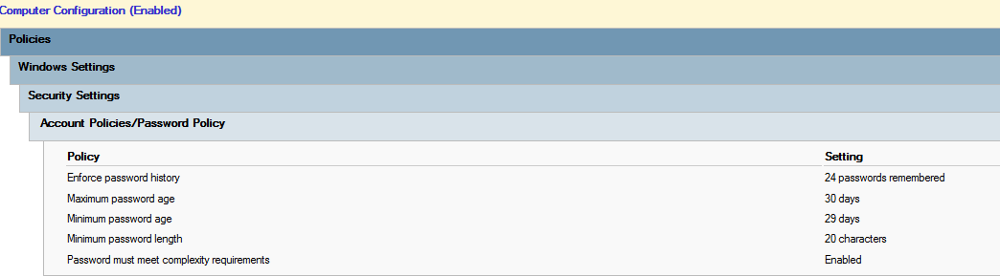 Computer Configuration (Enabled)
Policies
Windows Settings
Security Settings
Account Policies/Password Policy
Policy Setting
Enforce password history 24 passwords remembered
Maximum password age 30 days
Minimum password age 29 days
Minimum password length 20 characters
Password must meet complexity requirements Enabled